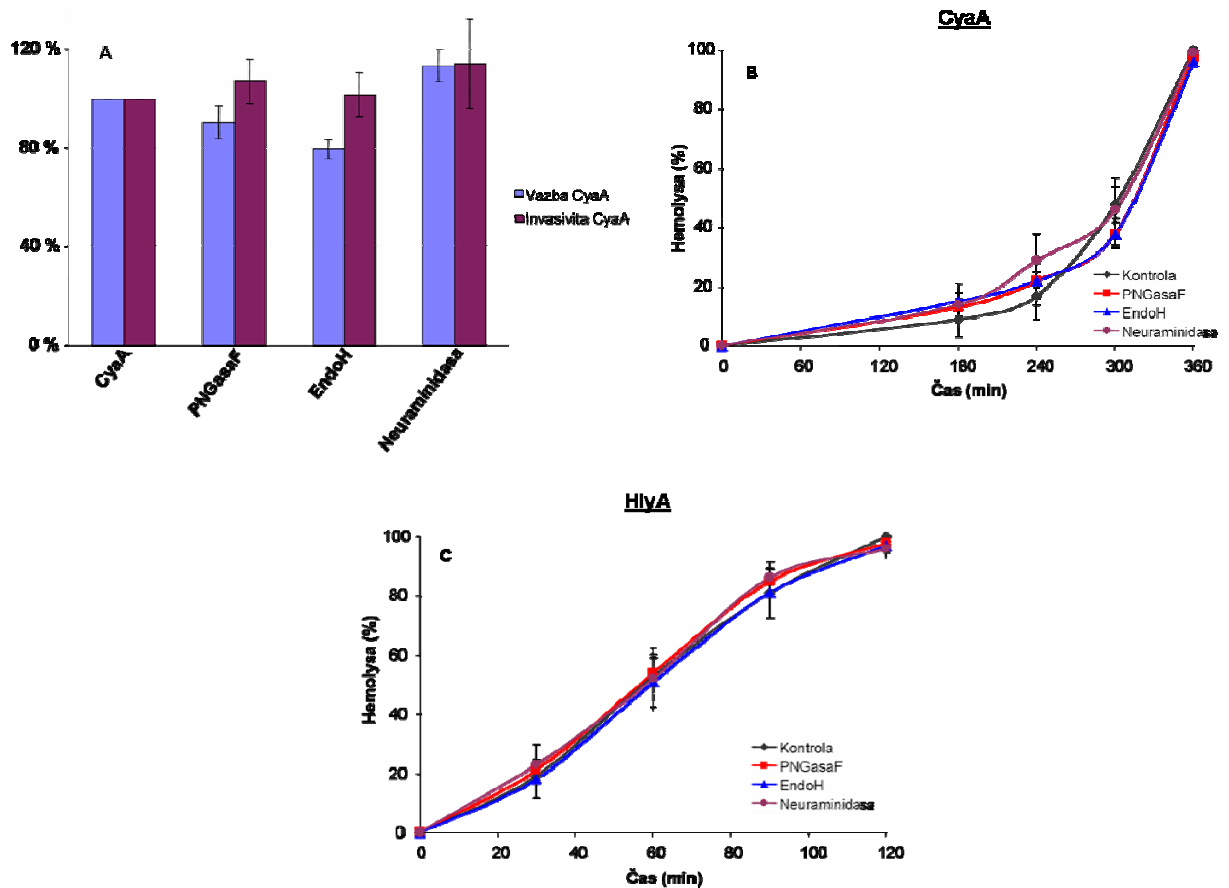 A
120 %
80 %
40 %
0 %
CyaA
PNGasaF
EndoH
Neuraminidasa
Vazba CyaA
Invasivita CyaA
CyaA
B
Hemolysa (%)
100
80
60
40
20
0
0 60 120 180 240 300 360
Čas (min)
Kontrola
PNGasaF
EndoH
Neuraminidasa
HlyA
C
Hemolysa (%)
100
80
60
40
20
0
0 20 40 60 80 100 120
Čas (min)
Kontrola
PNGasaF
EndoH
Neuraminidasa